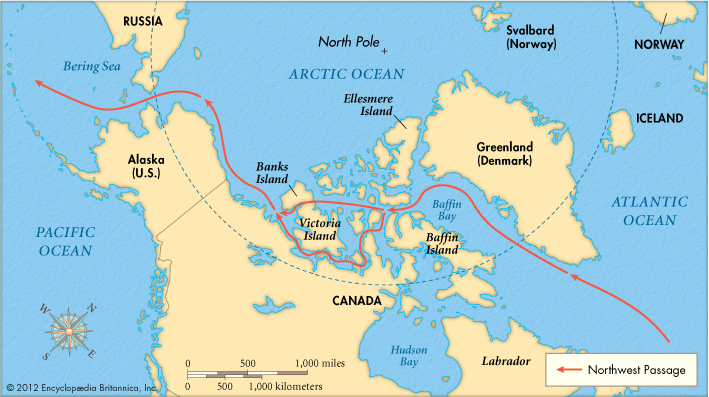 RUSSIA
North Pole
Svalbard
(Norway)
NORWAY
Bering Sea
ARCTIC OCEAN
Ellesmere
Island
ICELAND
Greenland
(Denmark)
Alaska
(U.S.)
Banks
Island
ATLANTIC
OCEAN
Baffin
Bay
Victoria
Island
PACIFIC
OCEAN
Baffin
Island
CANADA
N
W
E
S
0 500 1,000 miles
0 500 1,000 kilometers
Hudson
Bay
Labrador
Northwest Passage
© 2012 Encyclopædia Britannica, Inc.